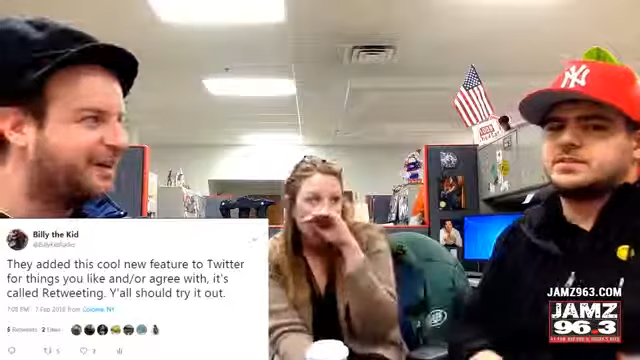 Billy the Kid
@BillyKidRadio
They added this cool feature to Twitter
for things you like and/or agree with, it's
called Retweeting. Y'all should try it out.
7:05 PM · 7 Feb 2018 from Colonie, NY
5 Retweets 2 Likes
5
2
NY
JAMZ963.COM
JAMZ
96.3